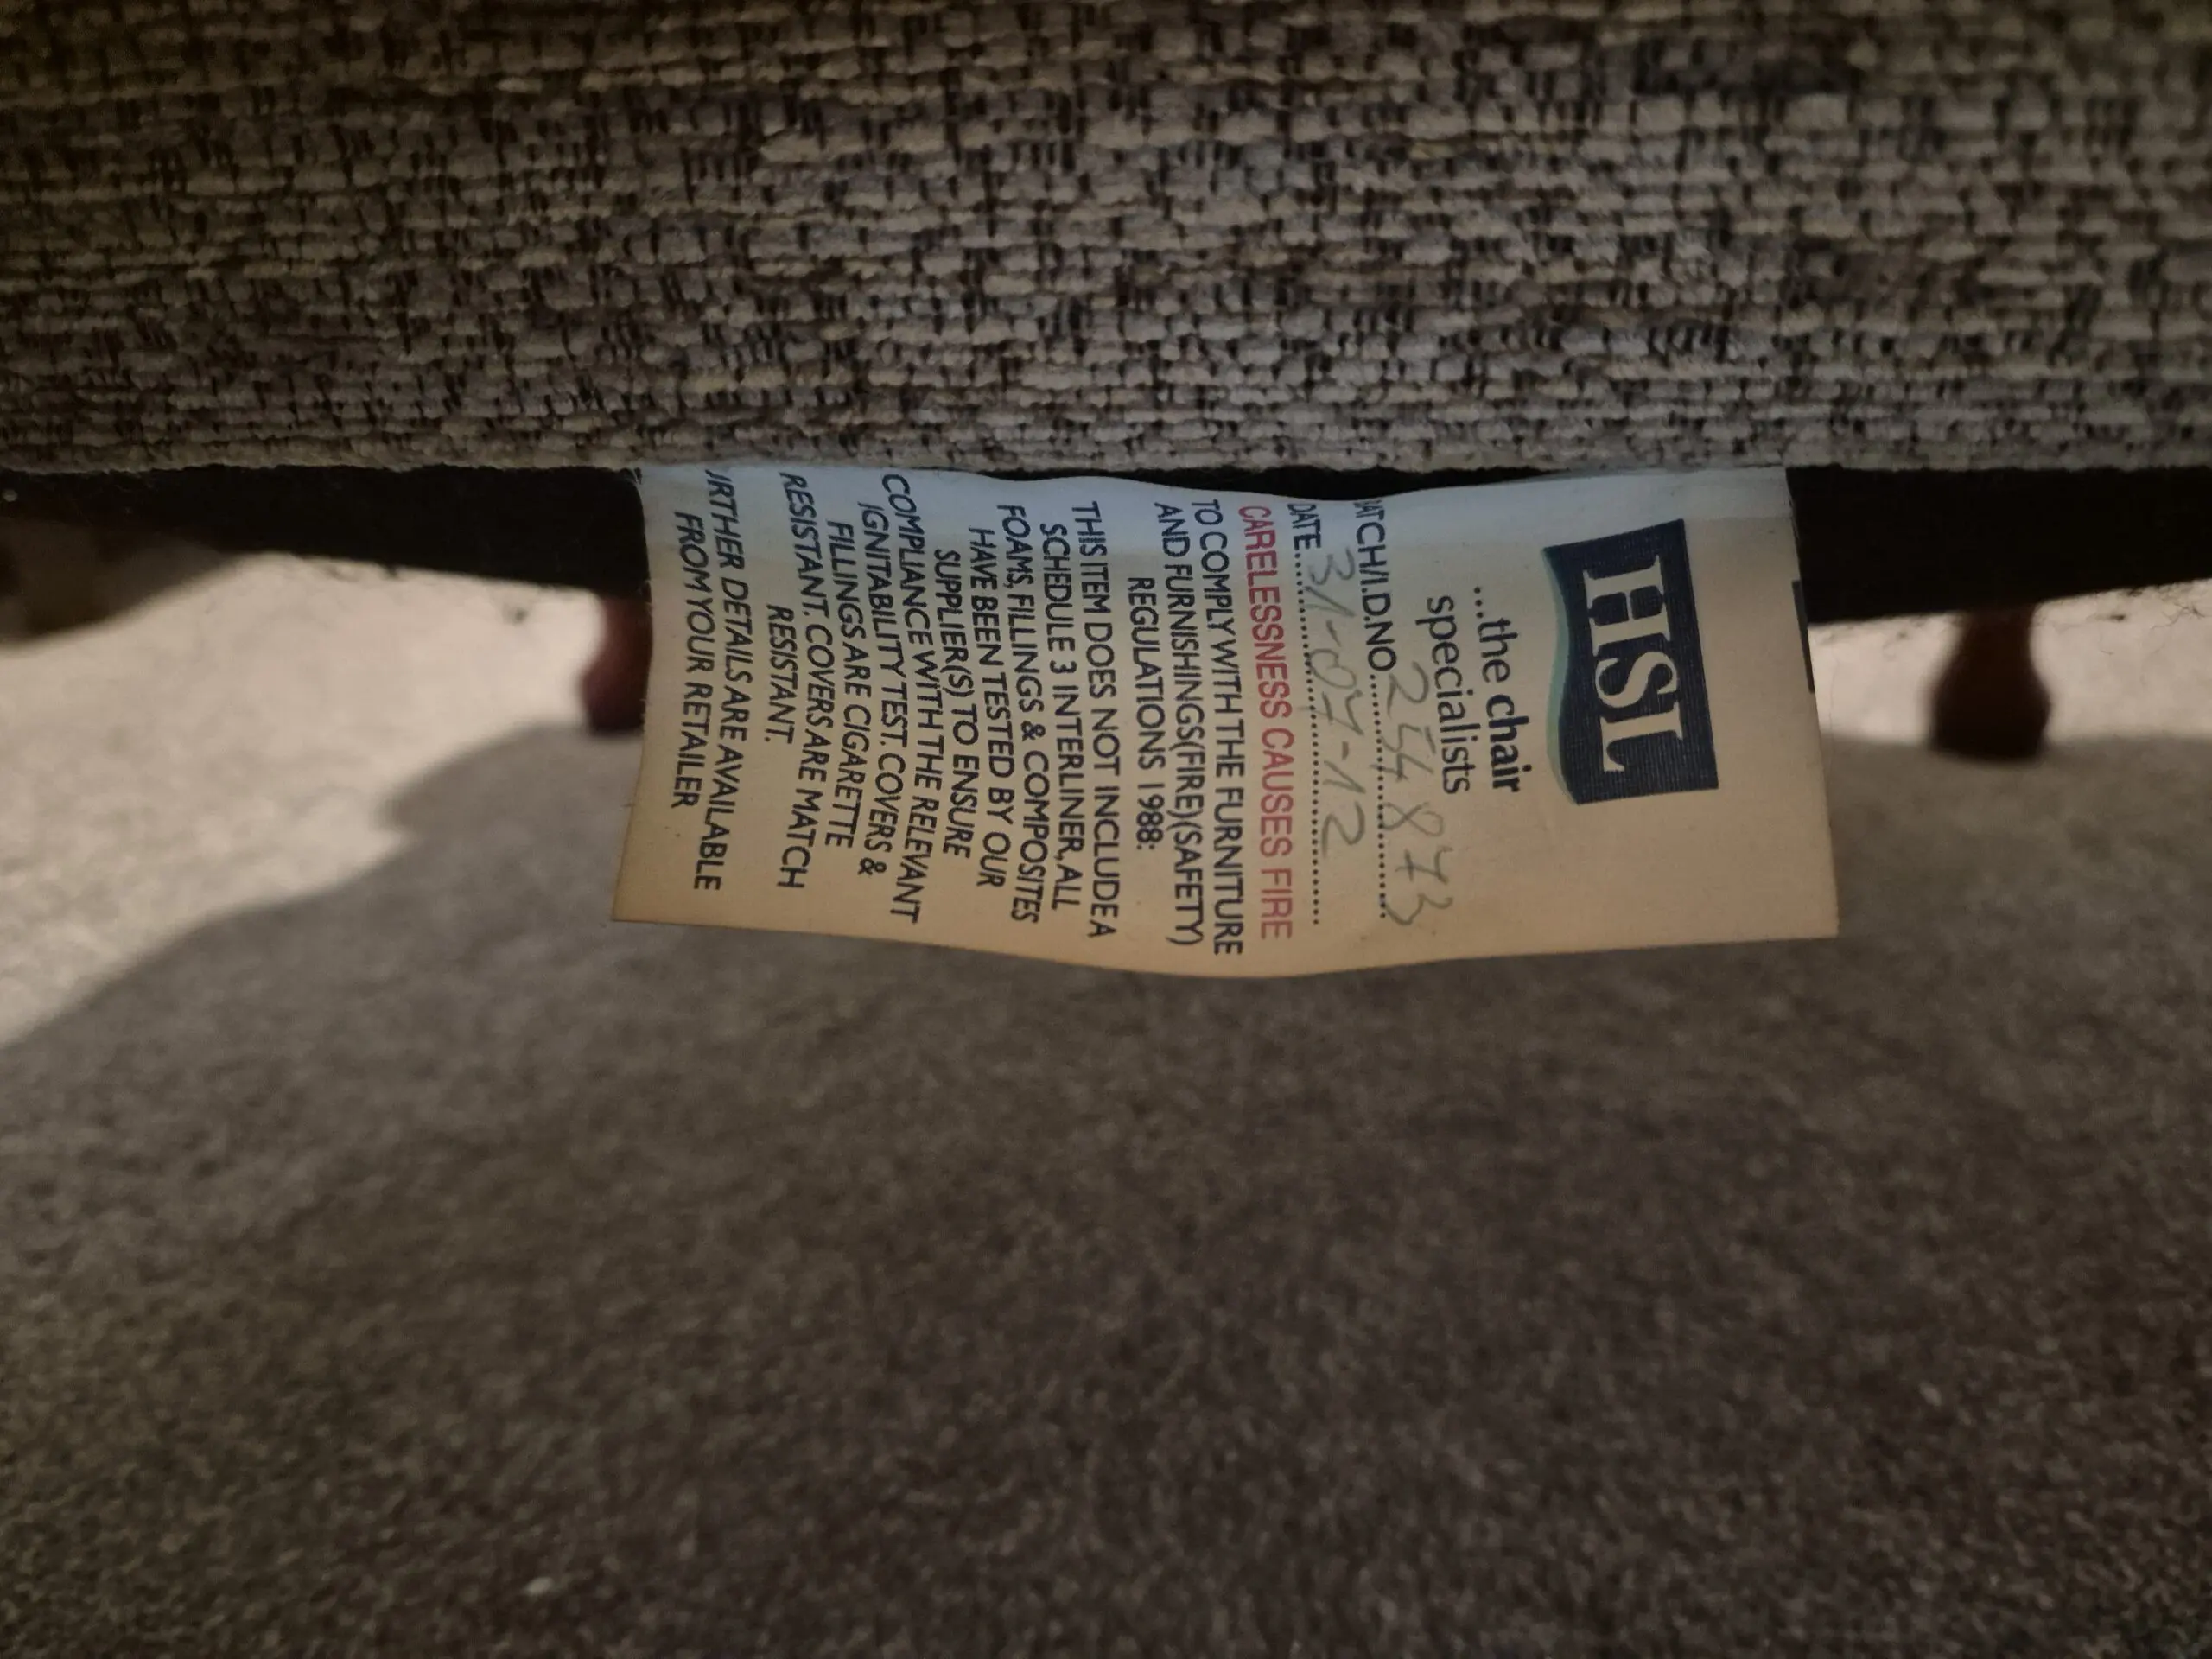 HSL
...the chair
specialists
ATCH/I.D.NO. 254873
DATE. 31-07-12
CARELESSNESS CAUSES FIRE
TO COMPLY WITH THE FURNITURE
AND FURNISHINGS(FIRE)(SAFETY)
REGULATIONS 1988:
THIS ITEM DOES NOT INCLUDE A
SCHEDULE 3 INTERLINER, ALL
FOAMS, FILLINGS & COMPOSITES
HAVE BEEN TESTED BY OUR
SUPPLIER(S) TO ENSURE
COMPLIANCE WITH THE RELEVANT
IGNITABILITY TEST. COVERS &
FILLINGS ARE CIGARETTE
RESISTANT. COVERS ARE MATCH
RESISTANT.
URTHER DETAILS ARE AVAILABLE
FROM YOUR RETAILER